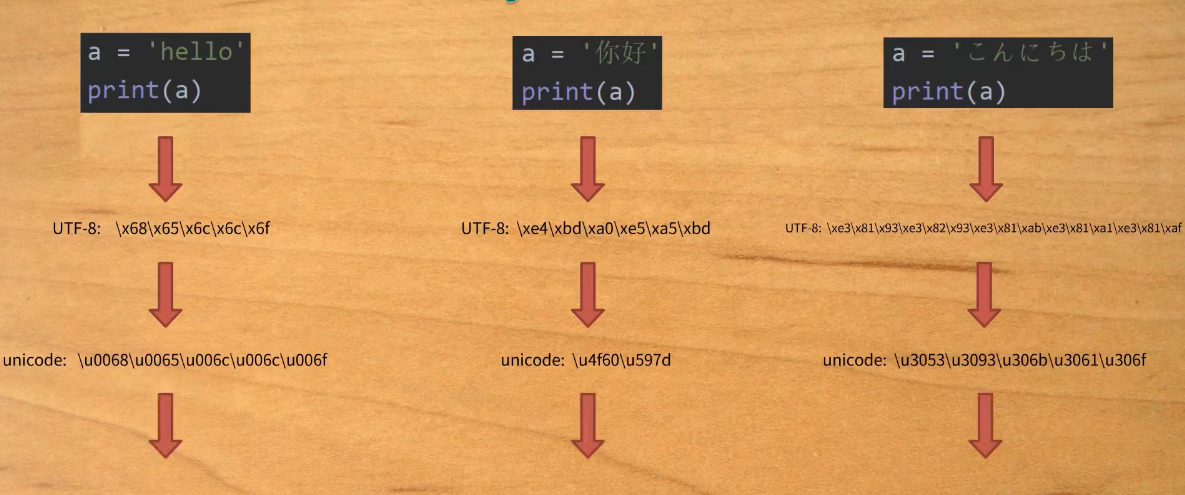 a = 'hello'
print(a)
a = '你好'
print(a)
a = 'こんにちは'
print(a)
UTF-8: \x68\x65\x6c\x6c\x6f
UTF-8: \xe4\xbd\xa0\xe5\xa5\xbd
UTF-8: \xe3\x81\x93\xe3\x82\x93\xe3\x81\xab\xe3\x81\xa1\xe3\x81\xaf
unicode: \u0068\u0065\u006c\u006c\u006f
unicode: \u4f60\u597d
unicode: \u3053\u3093\u306b\u3061\u306f